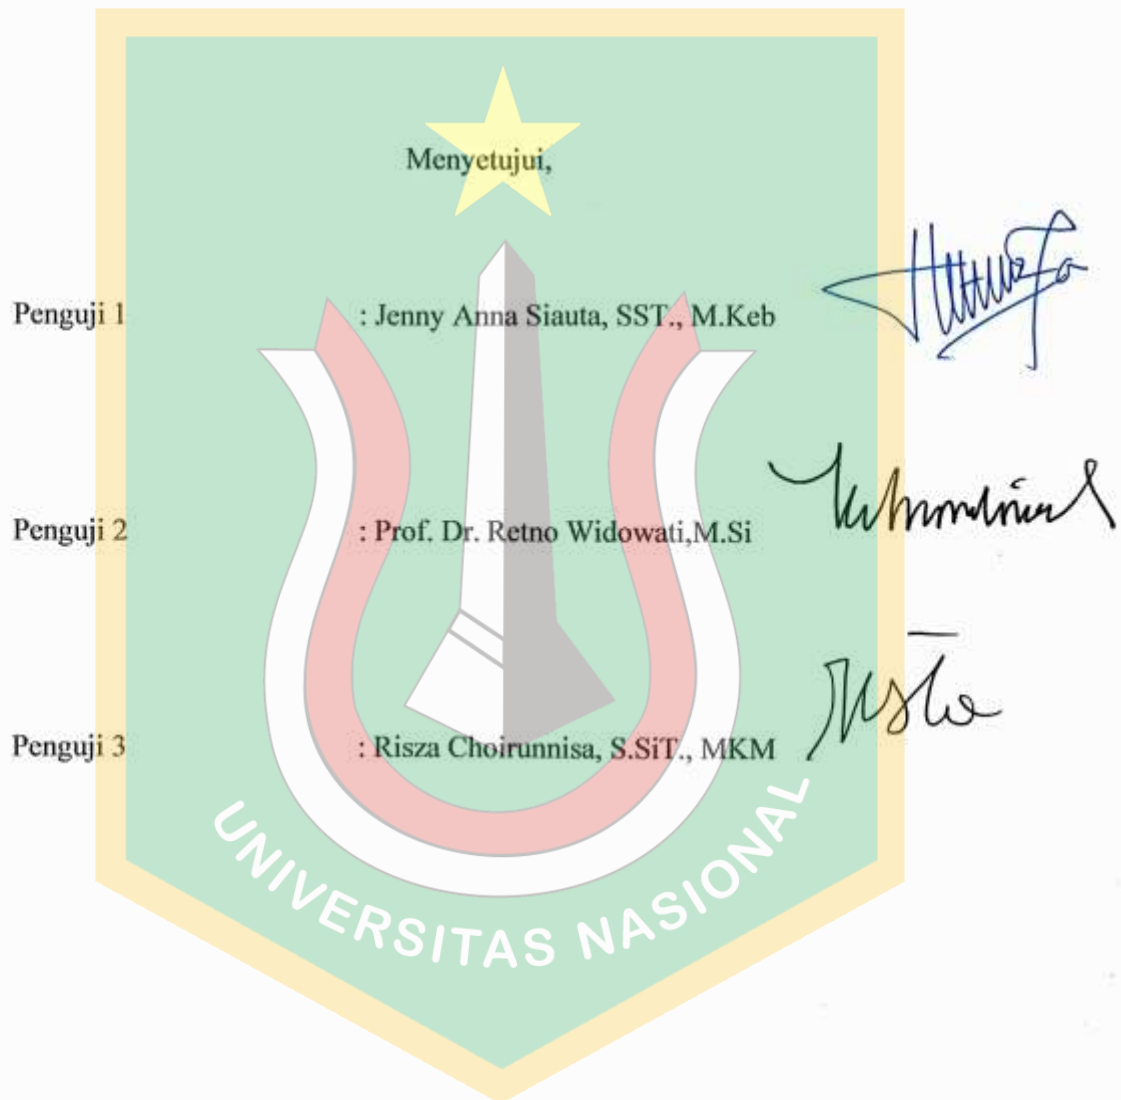 Menyetujui,
Penguji 1 : Jenny Anna Siauta, SST., M.Keb
Penguji 2 : Prof. Dr. Retno Widowati,M.Si
Penguji 3 : Risza Choirunnisa, S.SiT., MKM
UNIVERSITAS NASIONAL